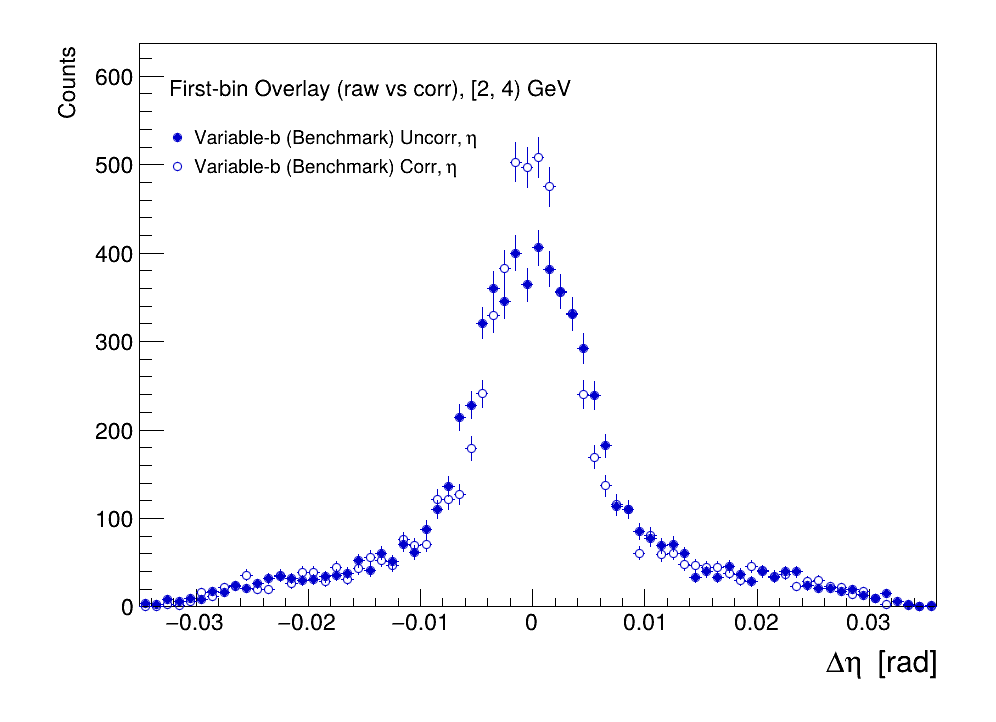 Counts
600
500
400
300
200
100
0
First-bin Overlay (raw vs corr), [2, 4) GeV
Variable-b (Benchmark) Uncorr, η
Variable-b (Benchmark) Corr, η
−0.03 −0.02 −0.01 0 0.01 0.02 0.03
Δη [rad]